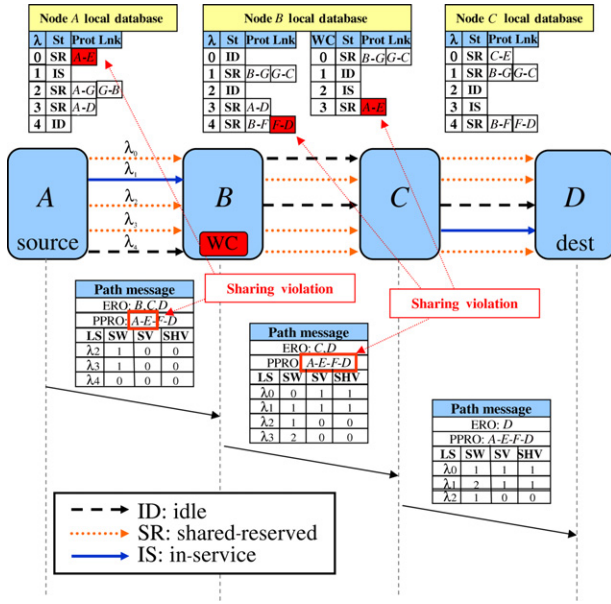 Node A local database
λ St Prot Lnk
0 SR A-E
1 IS
2 SR A-G G-B
3 SR A-D
4 ID
Node B local database
λ St Prot Lnk
0 ID
1 SR B-G G-C
2 ID
3 SR A-D
4 SR B-F F-D
WC St Prot Lnk
0 SR B-G G-C
1 ID
2 IS
3 SR A-E
Node C local database
λ St Prot Lnk
0 SR C-E
1 SR B-G G-C
2 ID
3 IS
4 SR B-F F-D
λ0
λ1
λ2
λ3
λ4
A
source
B
WC
C
D
dest
Sharing violation
Sharing violation
Path message
ERO: B,C,D
PPRO: A-E-F-D
LS SW SV SHV
λ2 1 0 0
λ3 1 0 0
λ4 0 0 0
Path message
ERO: C,D
PPRO: A-E-F-D
LS SW SV SHV
λ0 0 1 1
λ1 1 1 1
λ2 1 0 0
λ3 2 0 0
Path message
ERO: D
PPRO: A-E-F-D
LS SW SV SHV
λ0 1 1 1
λ1 2 1 1
λ2 1 0 0
ID: idle
SR: shared-reserved
IS: in-service